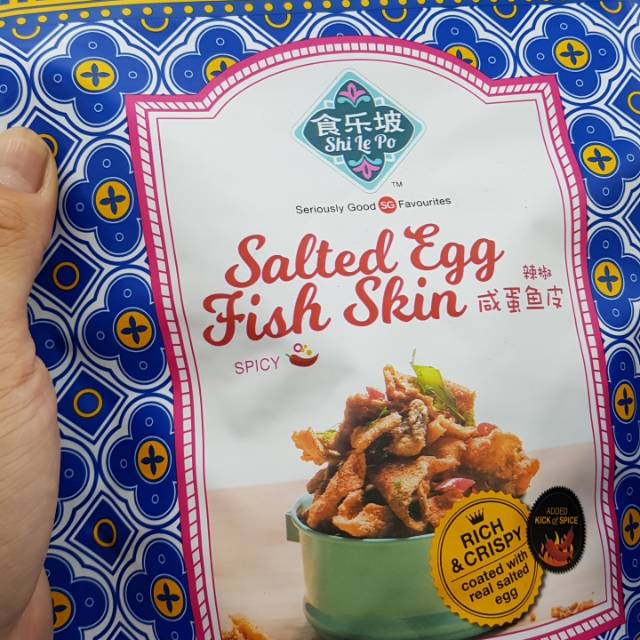 食乐坡
Shi Le Po
TM
Seriously Good SG Favourites
Salted Egg
Fish Skin
辣椒
咸蛋鱼皮
SPICY
RICH
& CRISPY
coated with
real salted
egg
ADDED
KICK of SPICE